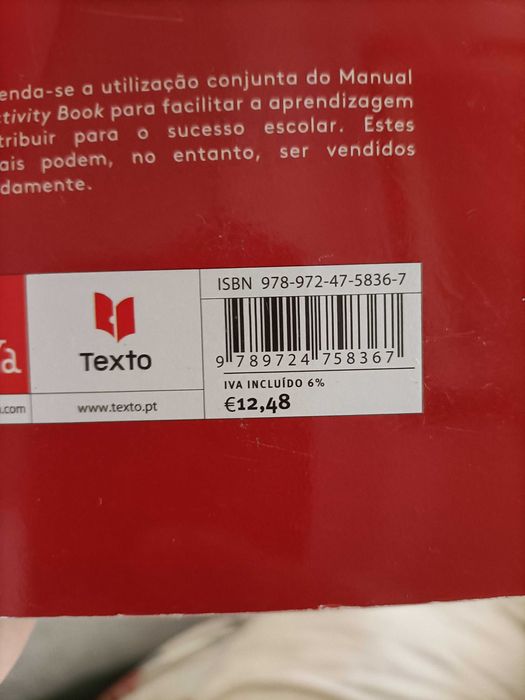 enda-se a utilização conjunta do Manual
tivity Book para facilitar a aprendizagem
tribuir para o sucesso escolar. Estes
ais podem, no entanto, ser vendidos
damente.
ISBN 978-972-47-5836-7
a
Texto
9 789724 758367
IVA INCLUÍDO 6%
.com
www.texto.pt
€12,48